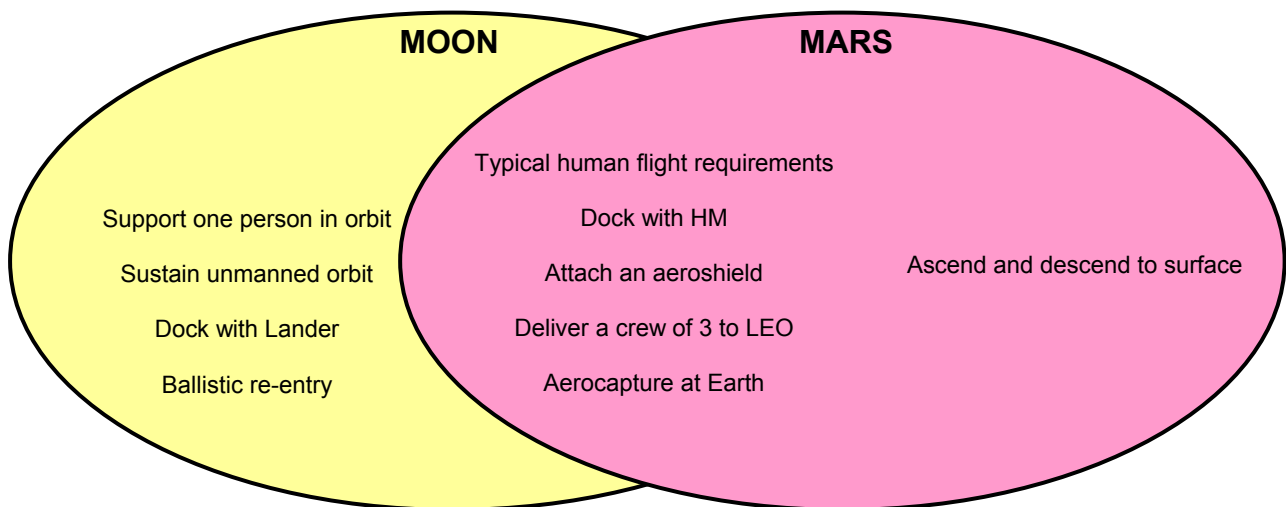 MOON
MARS
Support one person in orbit
Sustain unmanned orbit
Dock with Lander
Ballistic re-entry
Typical human flight requirements
Dock with HM
Attach an aeroshield
Deliver a crew of 3 to LEO
Aerocapture at Earth
Ascend and descend to surface